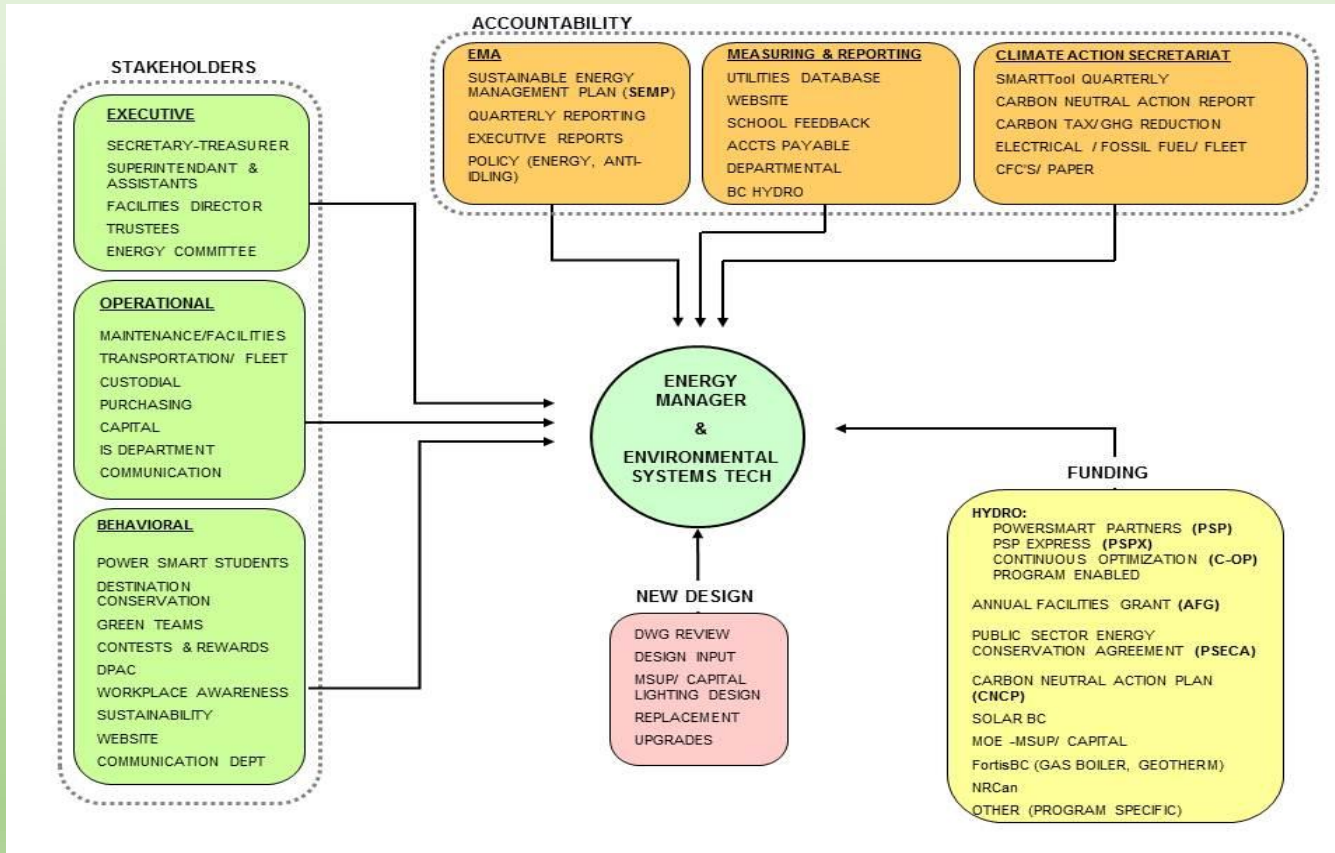 ACCOUNTABILITY
EMA
SUSTAINABLE ENERGY
MANAGEMENT PLAN (SEMP)
QUARTERLY REPORTING
EXECUTIVE REPORTS
POLICY (ENERGY, ANTI-
IDLING)
MEASURING & REPORTING
UTILITIES DATABASE
WEBSITE
SCHOOL FEEDBACK
ACCTS PAYABLE
DEPARTMENTAL
BC HYDRO
CLIMATE ACTION SECRETARIAT
SMARTTool QUARTERLY
CARBON NEUTRAL ACTION REPORT
CARBON TAX/ GHG REDUCTION
ELECTRICAL / FOSSIL FUEL/ FLEET
CFC'S/ PAPER
STAKEHOLDERS
EXECUTIVE
SECRETARY-TREASURER
SUPERINTENDANT &
ASSISTANTS
FACILITIES DIRECTOR
TRUSTEES
ENERGY COMMITTEE
OPERATIONAL
MAINTENANCE/FACILITIES
TRANSPORTATION/ FLEET
CUSTODIAL
PURCHASING
CAPITAL
IS DEPARTMENT
COMMUNICATION
BEHAVIORAL
POWER SMART STUDENTS
DESTINATION
CONSERVATION
GREEN TEAMS
CONTESTS & REWARDS
DPAC
WORKPLACE AWARENESS
SUSTAINABILITY
WEBSITE
COMMUNICATION DEPT
ENERGY
MANAGER
&
ENVIRONMENTAL
SYSTEMS TECH
NEW DESIGN
DWG REVIEW
DESIGN INPUT
MSUP/ CAPITAL
LIGHTING DESIGN
REPLACEMENT
UPGRADES
FUNDING
HYDRO:
POWERSMART PARTNERS (PSP)
PSP EXPRESS (PSPX)
CONTINUOUS OPTIMIZATION (C-OP)
PROGRAM ENABLED
ANNUAL FACILITIES GRANT (AFG)
PUBLIC SECTOR ENERGY
CONSERVATION AGREEMENT (PSECA)
CARBON NEUTRAL ACTION PLAN
(CNCP)
SOLAR BC
MOE -MSUP/ CAPITAL
FortisBC (GAS BOILER, GEOTHERM)
NRCan
OTHER (PROGRAM SPECIFIC)